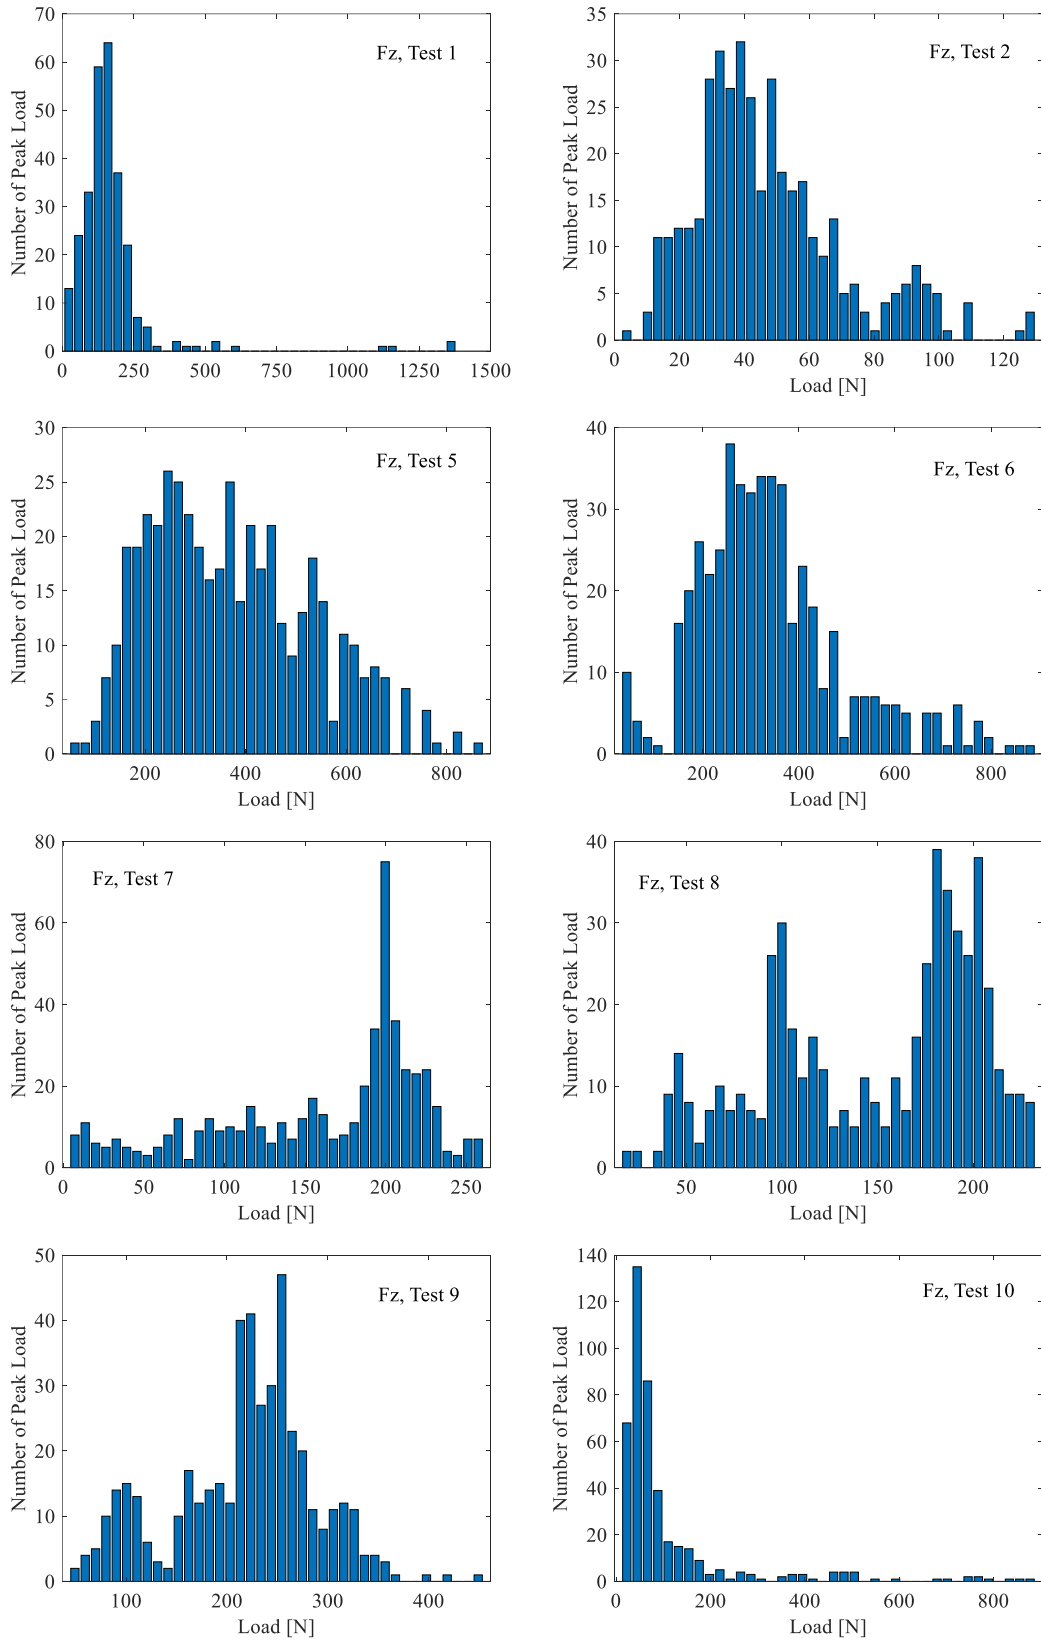 Fz, Test 1
Number of Peak Load
0 10 20 30 40 50 60 70
0 250 500 750 1000 1250 1500
Fz, Test 2
Number of Peak Load
0 5 10 15 20 25 30 35
20 40 60 80 100 120
Load [N]
Fz, Test 5
Number of Peak Load
0 5 10 15 20 25 30
200 400 600 800
Load [N]
Fz, Test 6
Number of Peak Load
0 10 20 30 40
200 400 600 800
Load [N]
Fz, Test 7
Number of Peak Load
0 20 40 60 80
0 50 100 150 200 250
Load [N]
Fz, Test 8
Number of Peak Load
0 10 20 30 40
50 100 150 200
Load [N]
Fz, Test 9
Number of Peak Load
0 10 20 30 40 50
100 200 300 400
Load [N]
Fz, Test 10
Number of Peak Load
0 20 40 60 80 100 120 140
0 200 400 600 800
Load [N]